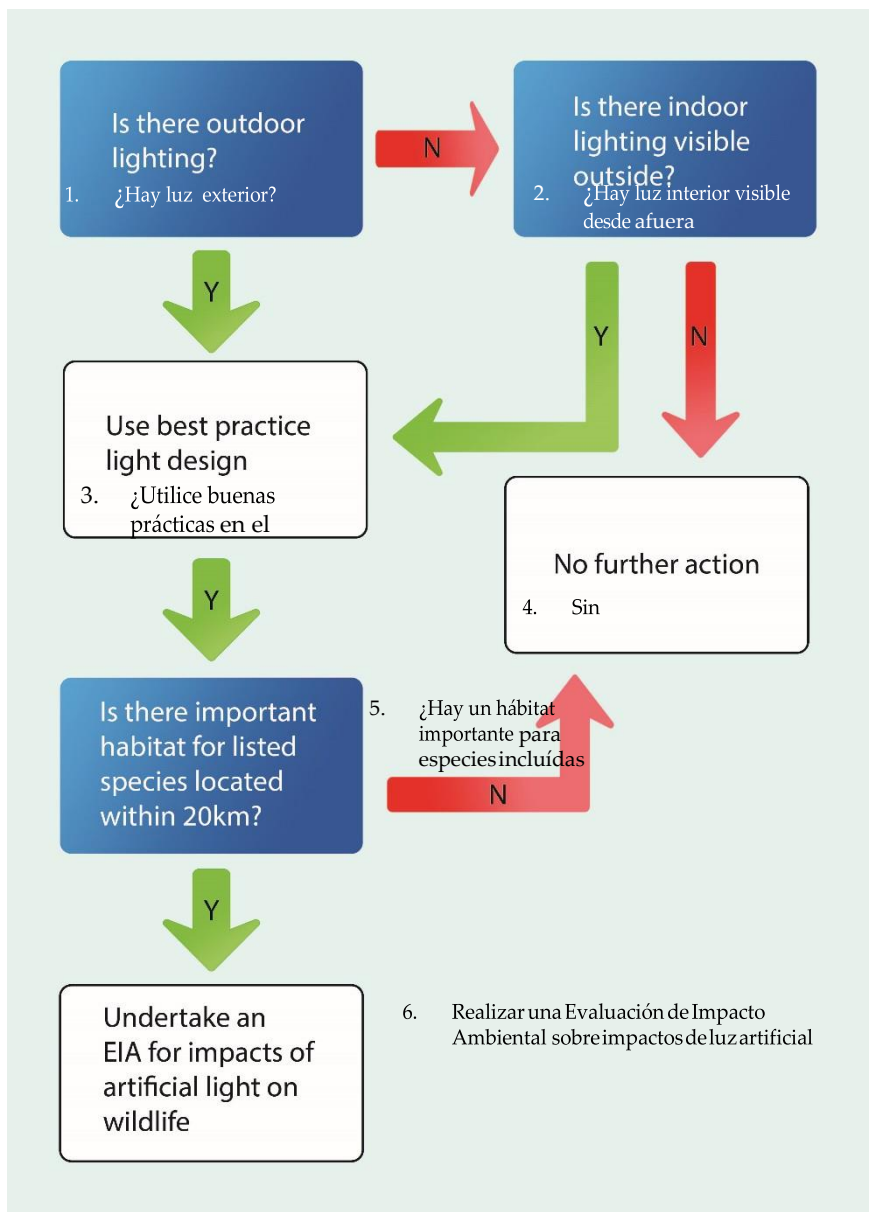 Is there outdoor
lighting?
1. ¿Hay luz exterior?
N
Is there indoor
lighting visible
outside?
2. ¿Hay luz interior visible
desde afuera
Y
Y
N
Use best practice
light design
3. ¿Utilice buenas
prácticas en el
No further action
4. Sin
Y
Is there important
habitat for listed
species located
within 20km?
5. ¿Hay un hábitat
importante para
especies incluídas
N
Y
Undertake an
EIA for impacts of
artificial light on
wildlife
6. Realizar una Evaluación de Impacto
Ambiental sobre impactos de luz artificial